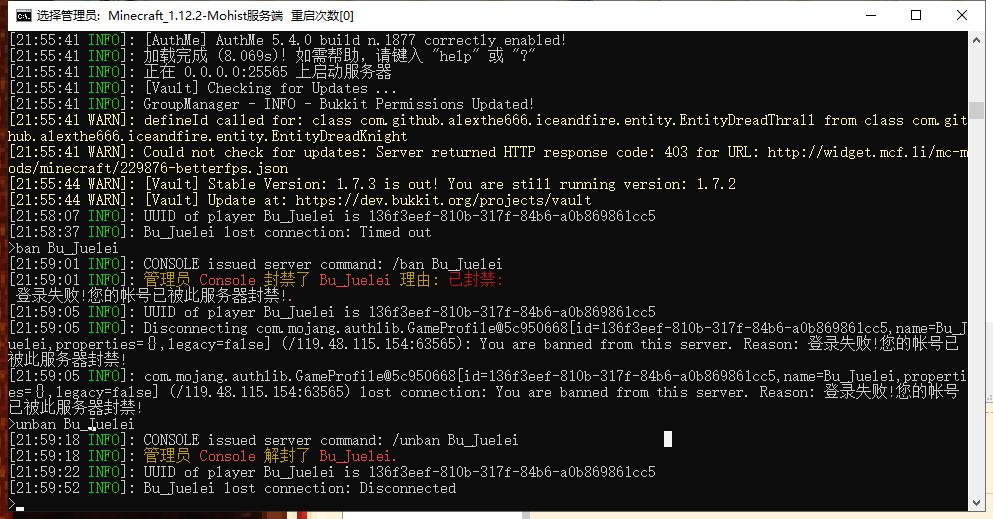 选择管理员: Minecraft_1.12.2-Mohist服务端 重启次数[0]
[21:55:41 INFO]: [AuthMe] AuthMe 5.4.0 build n.1877 correctly enabled!
[21:55:41 INFO]: 加载完成 (8.069s)! 如需帮助, 请键入 "help" 或 "?"
[21:55:41 INFO]: 正在 0.0.0.0:25565 上启动服务器
[21:55:41 INFO]: [Vault] Checking for Updates ...
[21:55:41 INFO]: GroupManager - INFO - Bukkit Permissions Updated!
[21:55:41 WARN]: defineId called for: class com.github.alexthe666.iceandfire.entity.EntityDreadThrall from class com.git
hub.alexthe666.iceandfire.entity.EntityDreadKnight
[21:55:41 WARN]: Could not check for updates: Server returned HTTP response code: 403 for URL: http://widget.mcf.li/mc-m
ods/minecraft/229876-betterfps.json
[21:55:44 WARN]: [Vault] Stable Version: 1.7.3 is out! You are still running version: 1.7.2
[21:55:44 WARN]: [Vault] Update at: https://dev.bukkit.org/projects/vault
[21:58:07 INFO]: UUID of player Bu_Juelei is 136f3eef-810b-317f-84b6-a0b869861cc5
[21:58:37 INFO]: Bu_Juelei lost connection: Timed out
>ban Bu_Juelei
[21:59:01 INFO]: CONSOLE issued server command: /ban Bu_Juelei
[21:59:01 INFO]: 管理员 Console 封禁了 Bu_Juelei 理由: 已封禁:
登录失败!您的帐号已被此服务器封禁!.
[21:59:05 INFO]: UUID of player Bu_Juelei is 136f3eef-810b-317f-84b6-a0b869861cc5
[21:59:05 INFO]: Disconnecting com.mojang.authlib.GameProfile@5c950668[id=136f3eef-810b-317f-84b6-a0b869861cc5,name=Bu_J
uelei,properties={},legacy=false] (/119.48.115.154:63565): You are banned from this server. Reason: 登录失败!您的帐号已
被此服务器封禁!
[21:59:05 INFO]: com.mojang.authlib.GameProfile@5c950668[id=136f3eef-810b-317f-84b6-a0b869861cc5,name=Bu_Juelei,properti
es={},legacy=false] (/119.48.115.154:63565) lost connection: You are banned from this server. Reason: 登录失败!您的帐号
已被此服务器封禁!
>unban Bu_Juelei
[21:59:18 INFO]: CONSOLE issued server command: /unban Bu_Juelei
[21:59:18 INFO]: 管理员 Console 解封了 Bu_Juelei.
[21:59:22 INFO]: UUID of player Bu_Juelei is 136f3eef-810b-317f-84b6-a0b869861cc5
[21:59:52 INFO]: Bu_Juelei lost connection: Disconnected
>